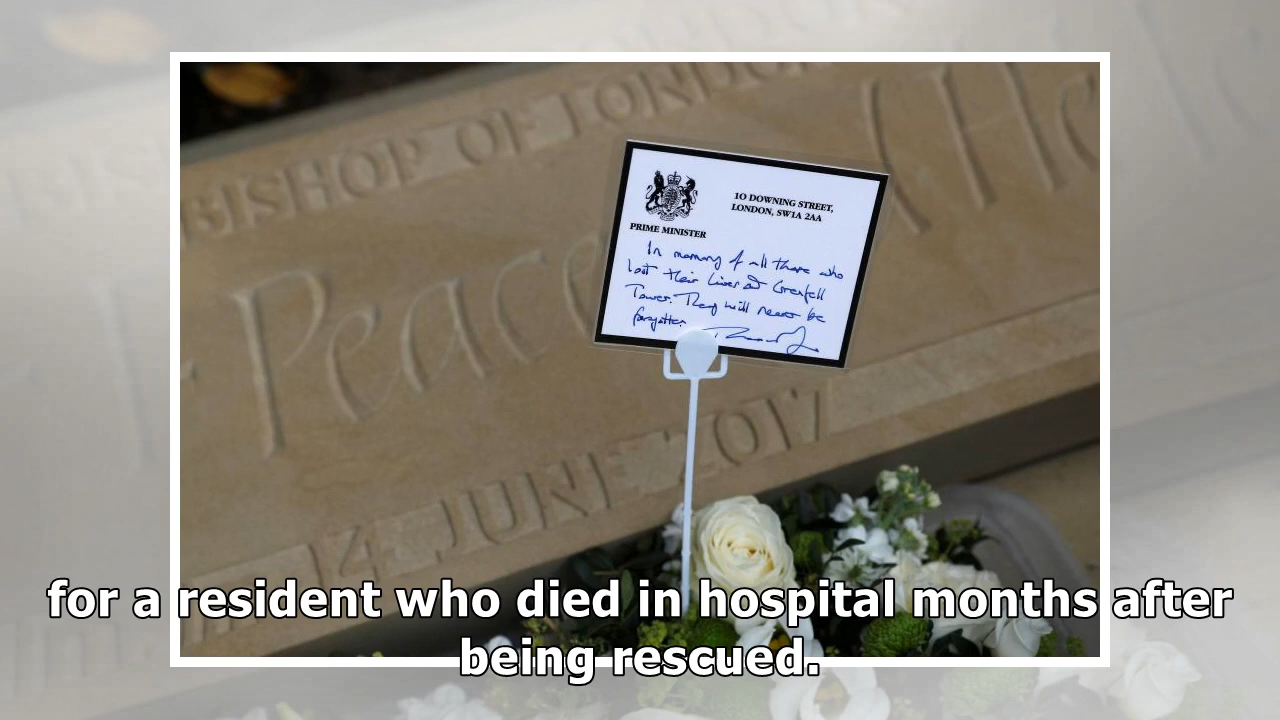 BISHOP OF LONDON
Peace
14 JUNE 2017
10 DOWNING STREET,
LONDON, SW1A 2AA
PRIME MINISTER
In memory of all those who
lost their lives at Grenfell
Tower. They will never be
forgotten.
for a resident who died in hospital months after
being rescued.